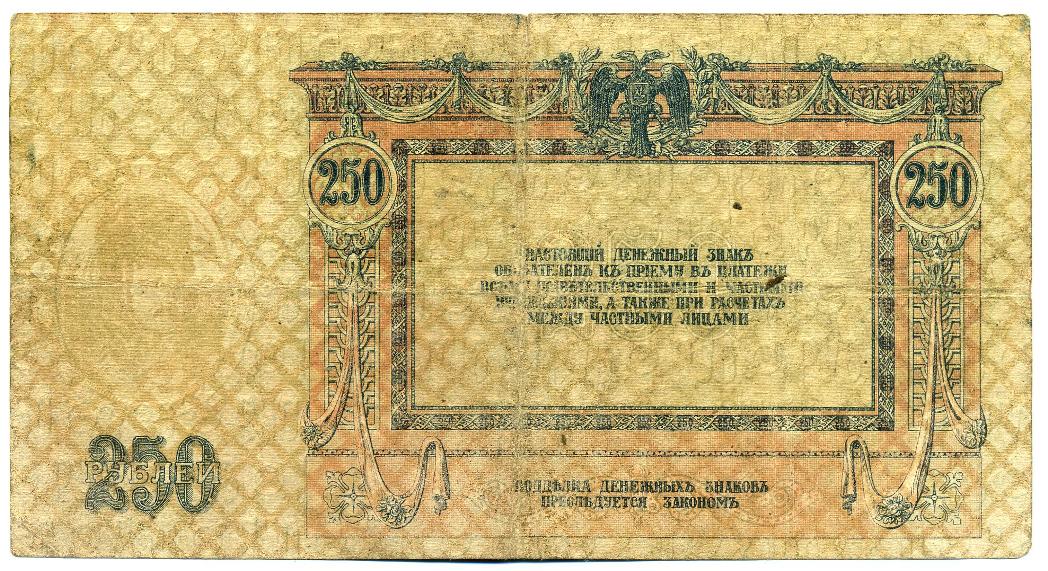 250
250
НАСТОЯЩІЙ ДЕНЕЖНЫЙ ЗНАКЪ
КЪ ПРІЕМУ ВЪ ПЛАТЕЖИ
И ЧАСТНЫМИ
А ТАКЖЕ ПРИ РАСЧЕТАХЪ
МЕЖДУ ЧАСТНЫМИ ЛИЦАМИ
250
РУБЛЕЙ
ПОДДѢЛКА ДЕНЕЖНЫХЪ ЗНАКОВЪ
ПРЕСЛѢДУЕТСЯ ЗАКОНОМЪ